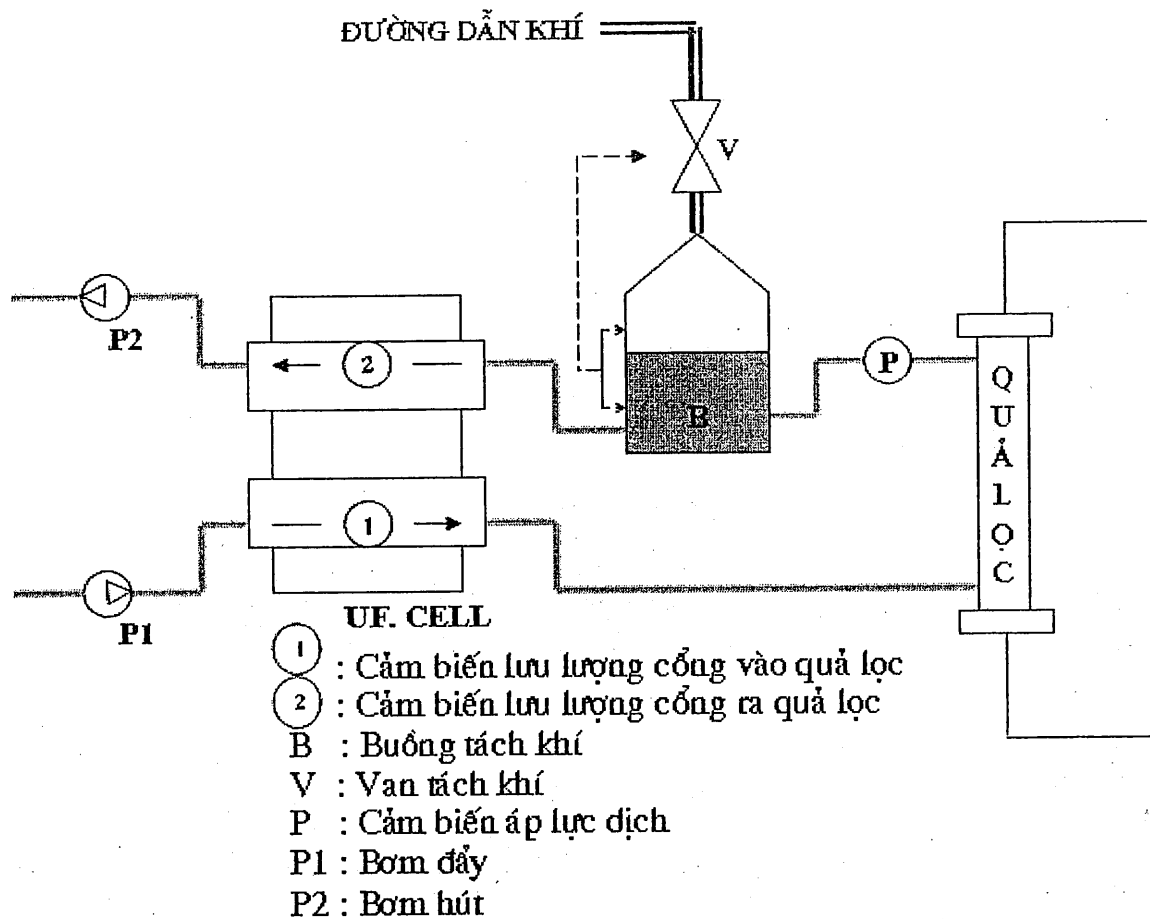 ĐƯỜNG DẪN KHÍ
V
P2
2
B
P
QUẢ LỌC
1
P1
UF. CELL
1 : Cảm biến lưu lượng cổng vào quả lọc
2 : Cảm biến lưu lượng cổng ra quả lọc
B : Buồng tách khí
V : Van tách khí
P : Cảm biến áp lực dịch
P1 : Bơm đẩy
P2 : Bơm hút